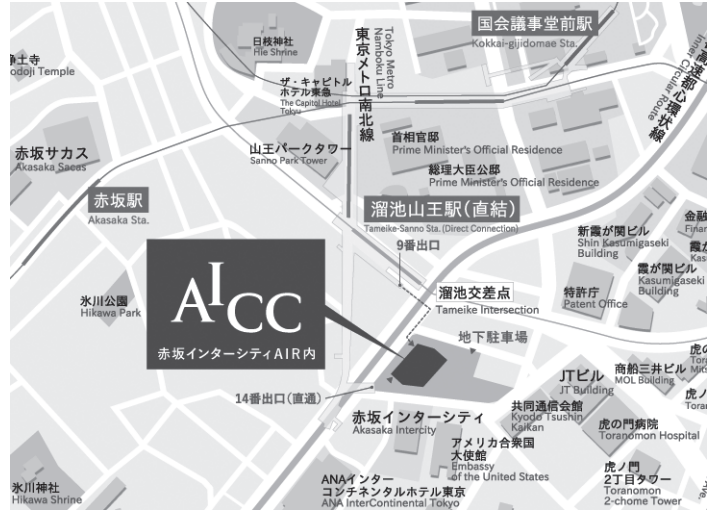 国会議事堂前駅
Kokkai-gijidomae Sta.
日枝神社
Hie Shrine
浄土寺
odoji Temple
東京メトロ南北線
Tokyo Metro
Namboku Line
高速都心環状線
Inner Circular Route
ザ・キャピトル
ホテル東急
The Capitol Hotel
Tokyu
赤坂サカス
Akasaka Sacas
山王パークタワー
Sanno Park Tower
首相官邸
Prime Minister's Official Residence
総理大臣公邸
Prime Minister's Official Residence
赤坂駅
Akasaka Sta.
溜池山王駅(直結)
Tameike-Sanno Sta. (Direct Connection)
9番出口
新霞が関ビル
Shin Kasumigaseki
Building
金融
Finan
霞が関ビル
Kasumigaseki
Building
氷川公園
Hikawa Park
AICC
赤坂インターシティAIR内
溜池交差点
Tameike Intersection
特許庁
Patent Office
地下駐車場
14番出口(直通)
赤坂インターシティ
Akasaka Intercity
JTビル
JT Building
商船三井ビル
MOL Building
共同通信会館
Kyodo Tsushin
Kaikan
虎の門病院
Toranomon Hospital
アメリカ合衆国
大使館
Embassy
of the United States
虎ノ門
2丁目タワー
Toranomon
2-chome Tower
ANAインター
コンチネンタルホテル東京
ANA InterContinental Tokyo
氷川神社
Hikawa Shrine
Ave.